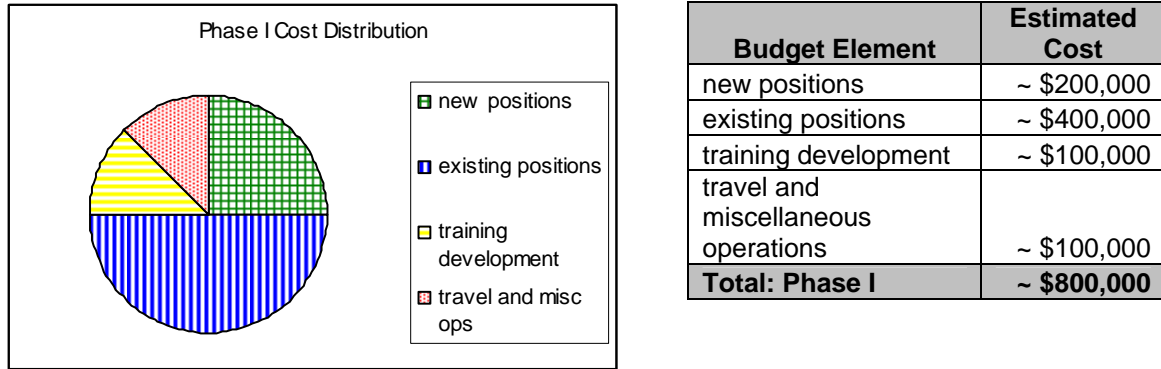 Phase I Cost Distribution
new positions
existing positions
training
development
travel and misc
ops
Budget Element
Estimated
Cost
new positions
~ $200,000
existing positions
~ $400,000
training development
~ $100,000
travel and
miscellaneous
operations
~ $100,000
Total: Phase I
~ $800,000